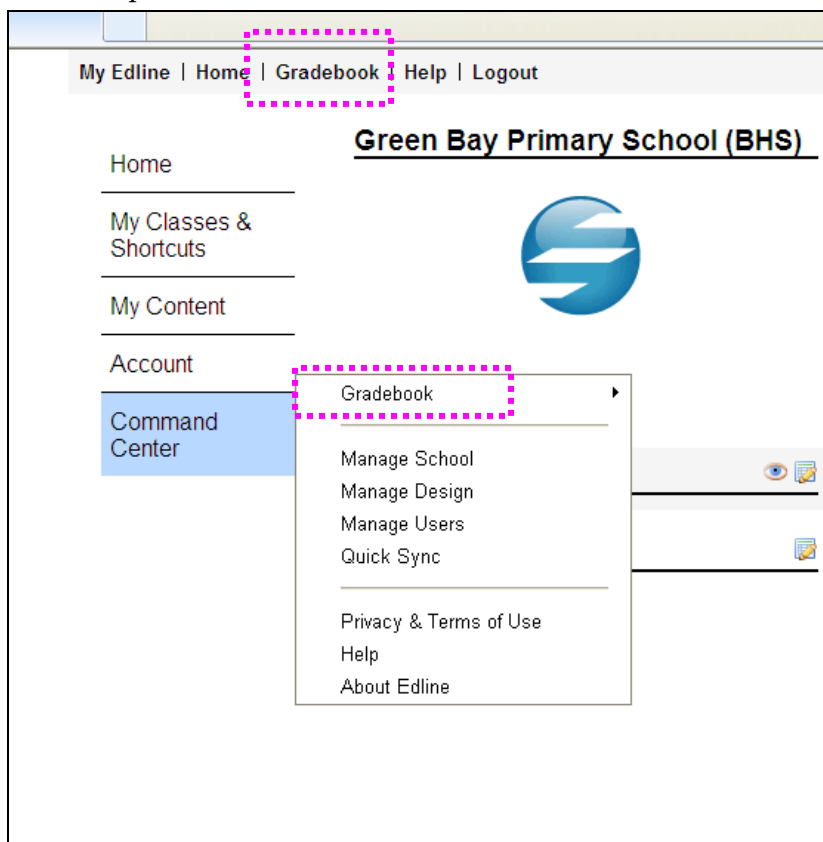 My Edline | Home | Gradebook | Help | Logout
Green Bay Primary School (BHS)
Home
My Classes &
Shortcuts
My Content
Account
Command
Center
Gradebook
Manage School
Manage Design
Manage Users
Quick Sync
Privacy & Terms of Use
Help
About Edline